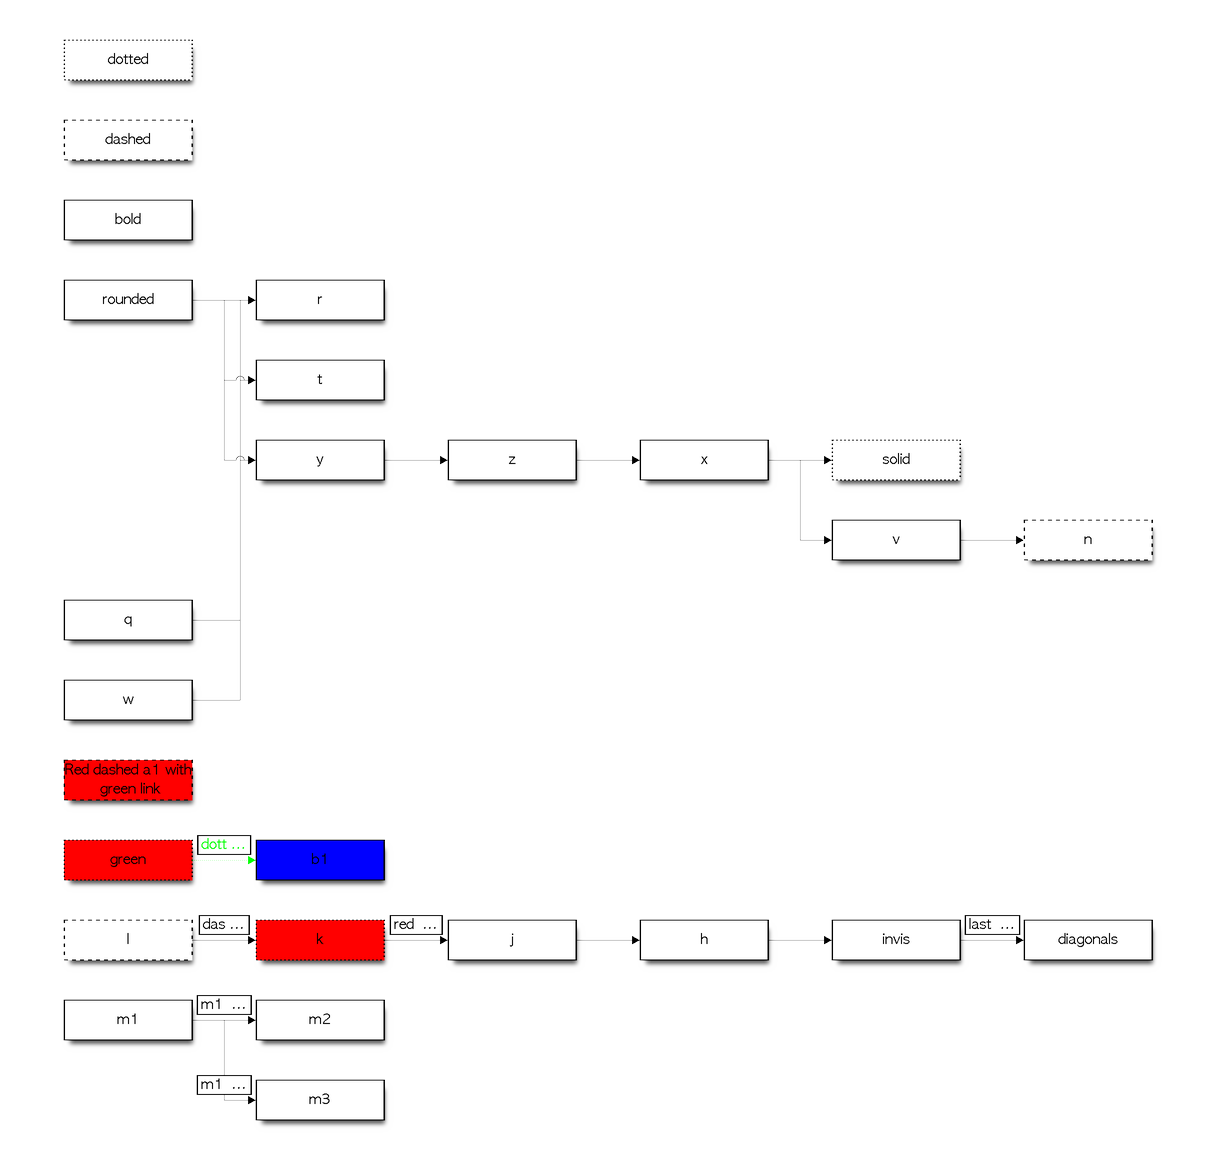 dotted
dashed
bold
rounded
r
t
y
z
x
solid
v
n
q
w
Red dashed a1 with
green link
green
dott ...
b1
l
das ...
k
red ...
j
h
invis
last ...
diagonals
m1
m1 ...
m2
m1 ...
m3